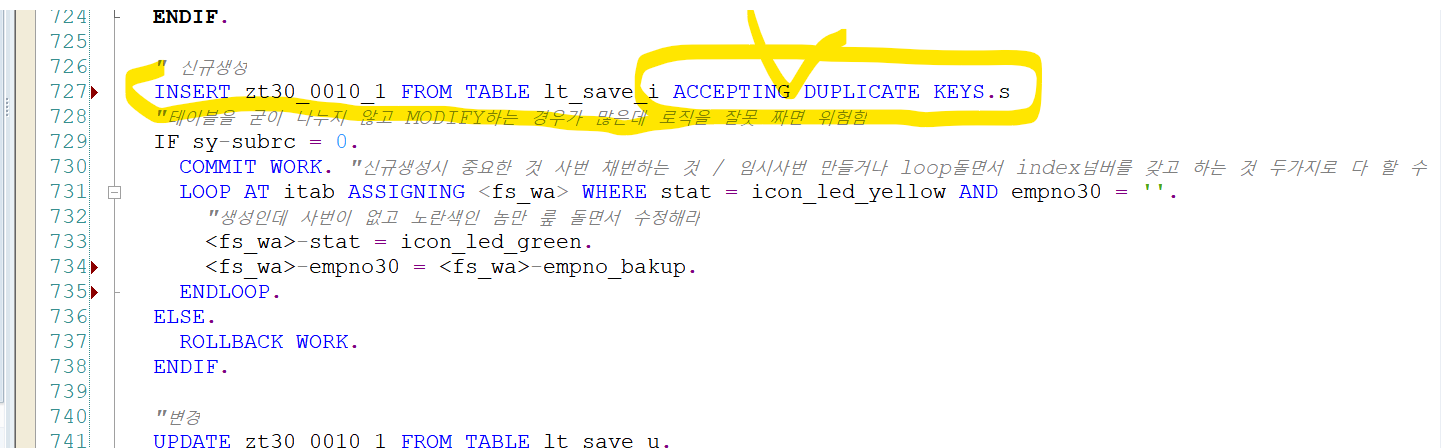 724 ENDIF.
725
726 " 신규생성
727 INSERT zt30_0010_1 FROM TABLE lt_save_i ACCEPTING DUPLICATE KEYS.s
728 "테이블을 굳이 나누지 않고 MODIFY하는 경우가 많은데 로직을 잘못 짜면 위험험
729 IF sy-subrc = 0.
730 COMMIT WORK. "신규생성시 중요한 것 사번 채번하는 것 / 임시사번 만들거나 loop돌면서 index넘버를 갖고 하는 것 두가지로 다 할 수
731 LOOP AT itab ASSIGNING <fs_wa> WHERE stat = icon_led_yellow AND empno30 = ''.
732 "생성인데 사번이 없고 노란색인 놈만 룺 돌면서 수정해라
733 <fs_wa>-stat = icon_led_green.
734 <fs_wa>-empno30 = <fs_wa>-empno_bakup.
735 ENDLOOP.
736 ELSE.
737 ROLLBACK WORK.
738 ENDIF.
739
740 "변경
741 UPDATE zt30_0010_1 FROM TABLE lt_save_u.